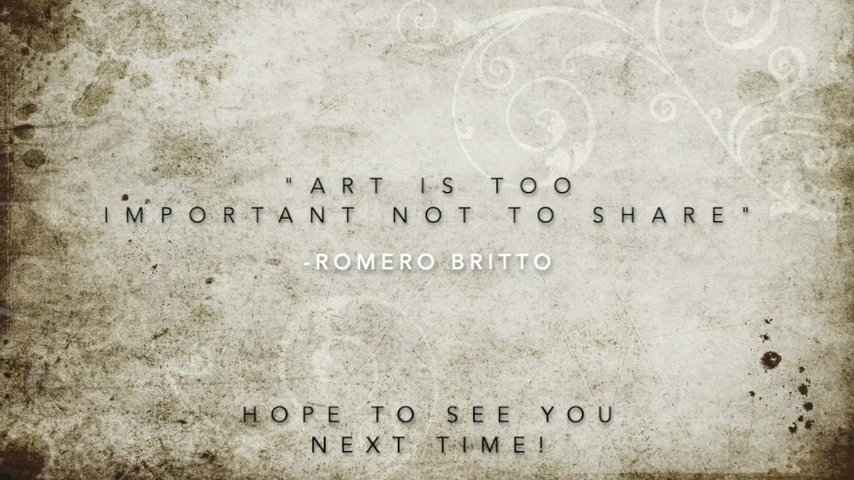 "ART IS TOO
IMPORTANT NOT TO SHARE"
-ROMERO BRITTO
HOPE TO SEE YOU
NEXT TIME!